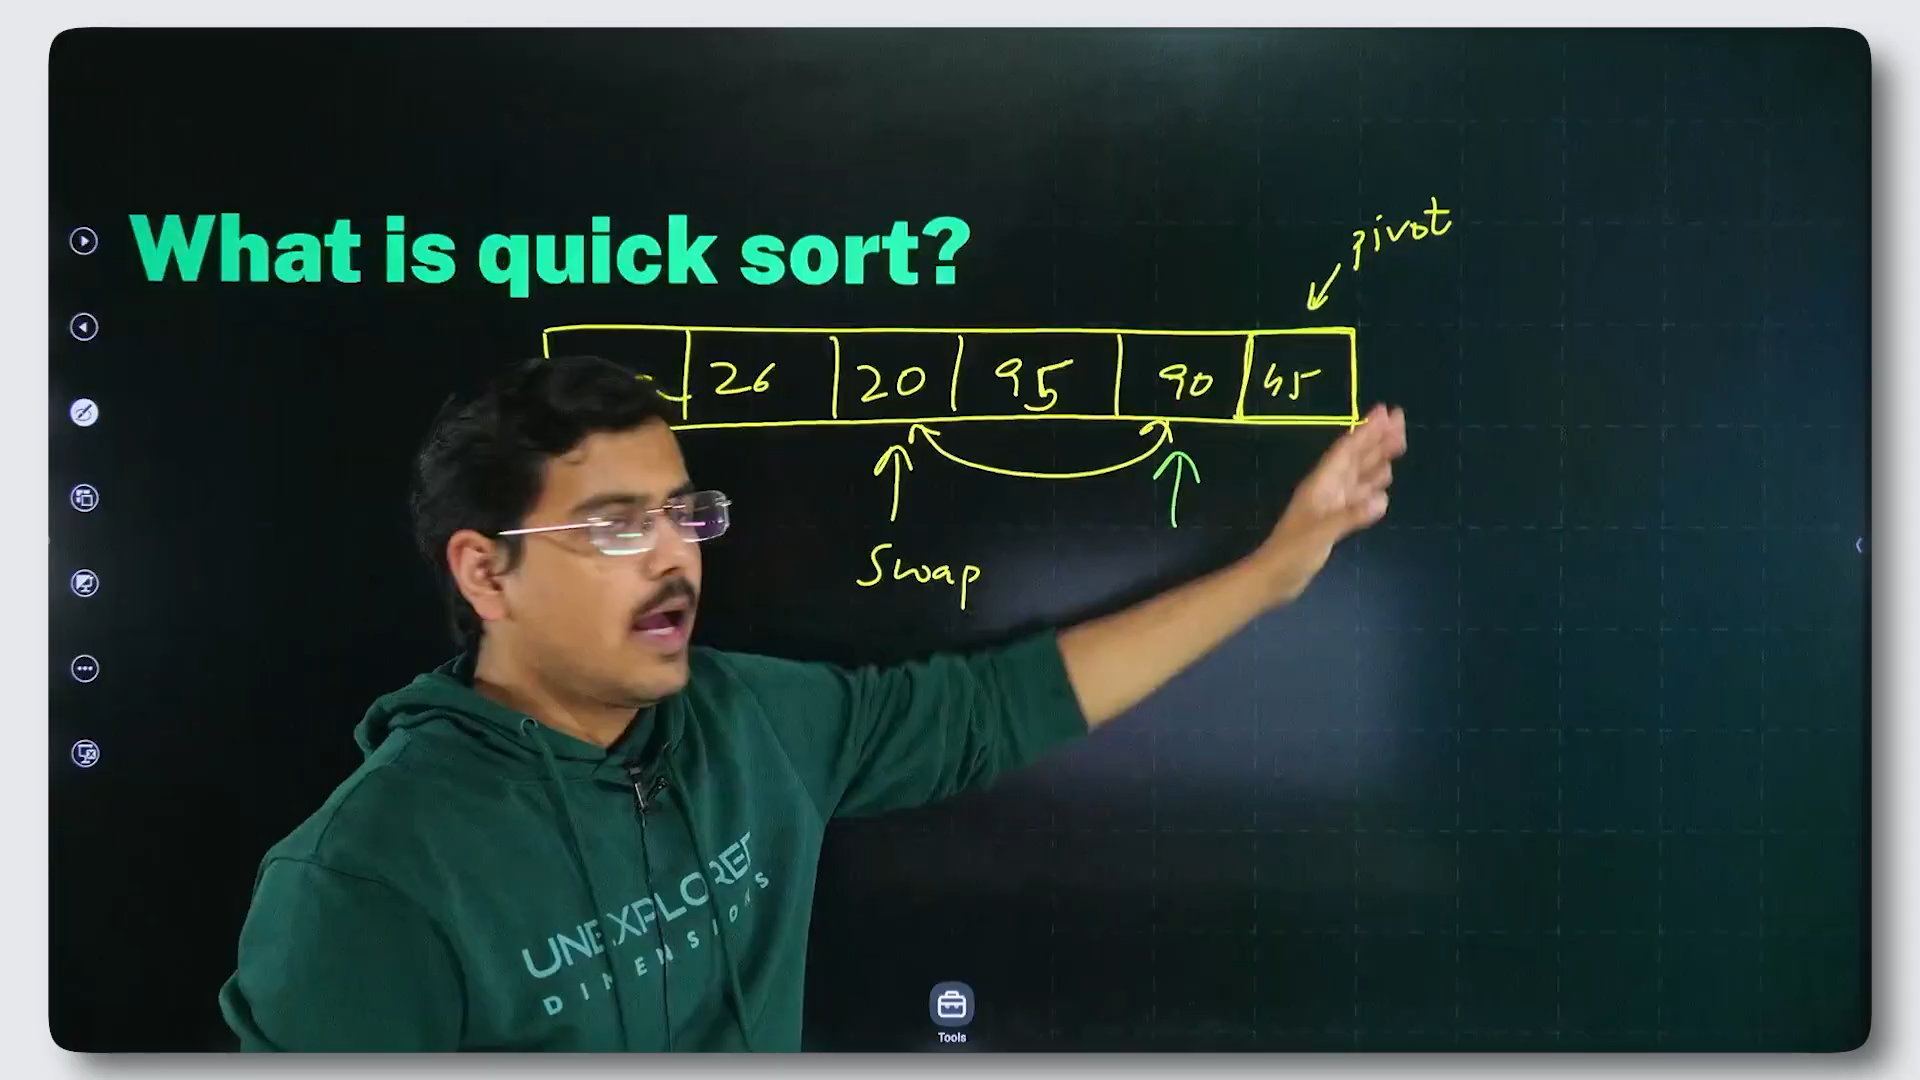 What is quick sort?
pivot
26 20 95 90 45
Swap
UNEXPLORED
DIMENSIONS
Tools